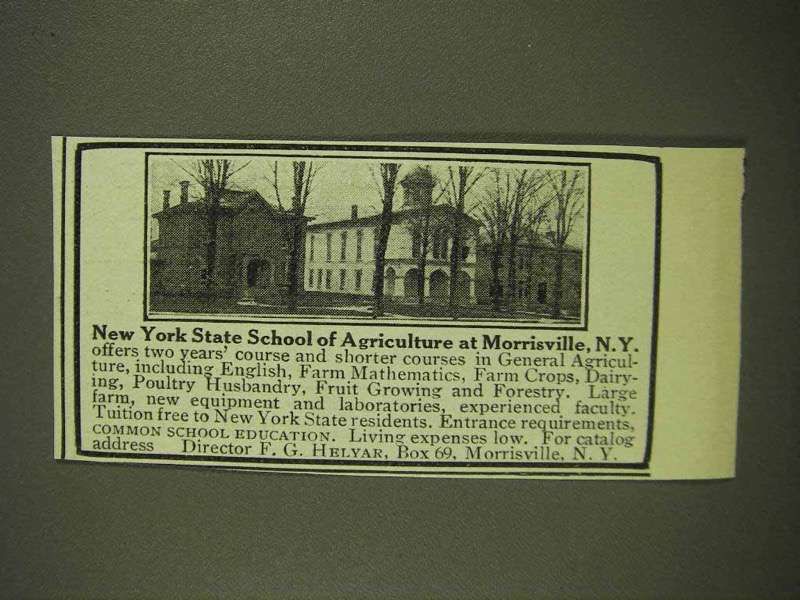 New York State School of Agriculture at Morrisville, N.Y.
offers two years' course and shorter courses in General Agricul-
ture, including English, Farm Mathematics, Farm Crops, Dairy-
ing, Poultry Husbandry, Fruit Growing and Forestry. Large
farm, new equipment and laboratories, experienced faculty.
Tuition free to New York State residents. Entrance requirements,
COMMON SCHOOL EDUCATION. Living expenses low. For catalog
address Director F. G. HELYAR, Box 69, Morrisville, N. Y.